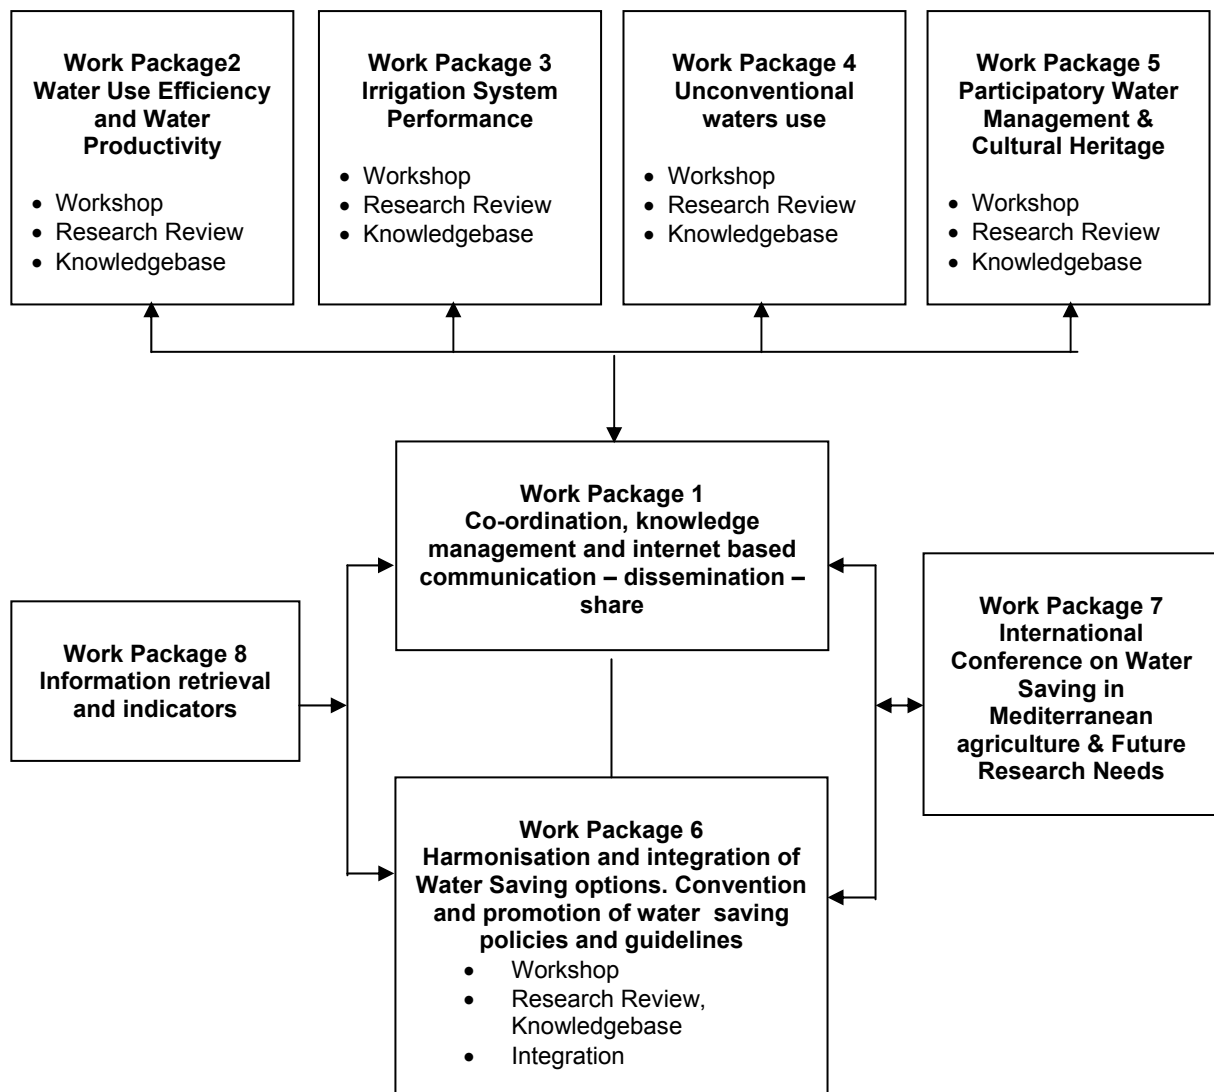 Work Package2
Water Use Efficiency
and Water
Productivity
• Workshop
• Research Review
• Knowledgebase
Work Package 3
Irrigation System
Performance
• Workshop
• Research Review
• Knowledgebase
Work Package 4
Unconventional
waters use
• Workshop
• Research Review
• Knowledgebase
Work Package 5
Participatory Water
Management &
Cultural Heritage
• Workshop
• Research Review
• Knowledgebase
Work Package 1
Co-ordination, knowledge
management and internet based
communication – dissemination –
share
Work Package 8
Information retrieval
and indicators
Work Package 7
International
Conference on Water
Saving in
Mediterranean
agriculture & Future
Research Needs
Work Package 6
Harmonisation and integration of
Water Saving options. Convention
and promotion of water saving
policies and guidelines
• Workshop
• Research Review,
Knowledgebase
• Integration